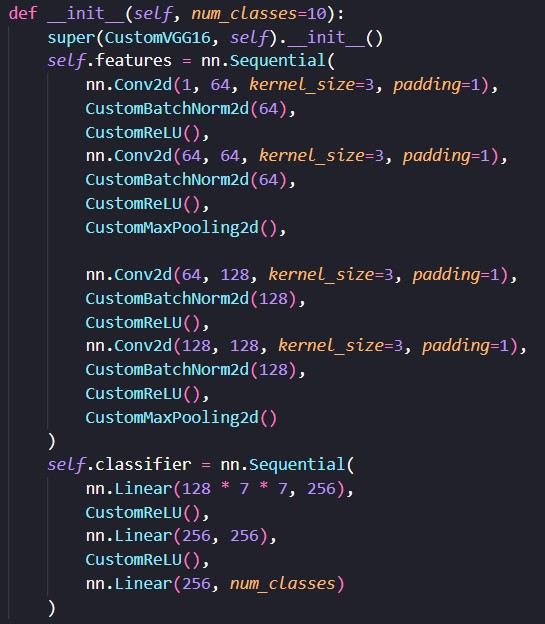 def __init__(self, num_classes=10):
    super(CustomVGG16, self).__init__()
    self.features = nn.Sequential(
        nn.Conv2d(1, 64, kernel_size=3, padding=1),
        CustomBatchNorm2d(64),
        CustomReLU(),
        nn.Conv2d(64, 64, kernel_size=3, padding=1),
        CustomBatchNorm2d(64),
        CustomReLU(),
        CustomMaxPooling2d(),

        nn.Conv2d(64, 128, kernel_size=3, padding=1),
        CustomBatchNorm2d(128),
        CustomReLU(),
        nn.Conv2d(128, 128, kernel_size=3, padding=1),
        CustomBatchNorm2d(128),
        CustomReLU(),
        CustomMaxPooling2d()
    )
    self.classifier = nn.Sequential(
        nn.Linear(128 * 7 * 7, 256),
        CustomReLU(),
        nn.Linear(256, 256),
        CustomReLU(),
        nn.Linear(256, num_classes)
    )